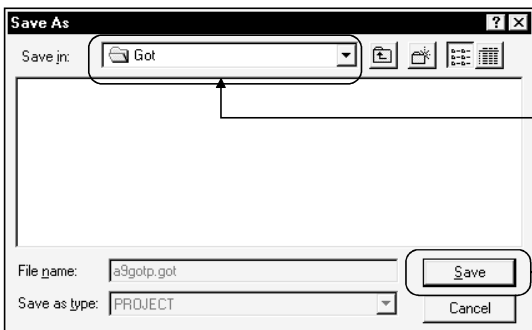 Save As
Save in: Got
File name: a9gotp.got
Save
Save as type: PROJECT
Cancel